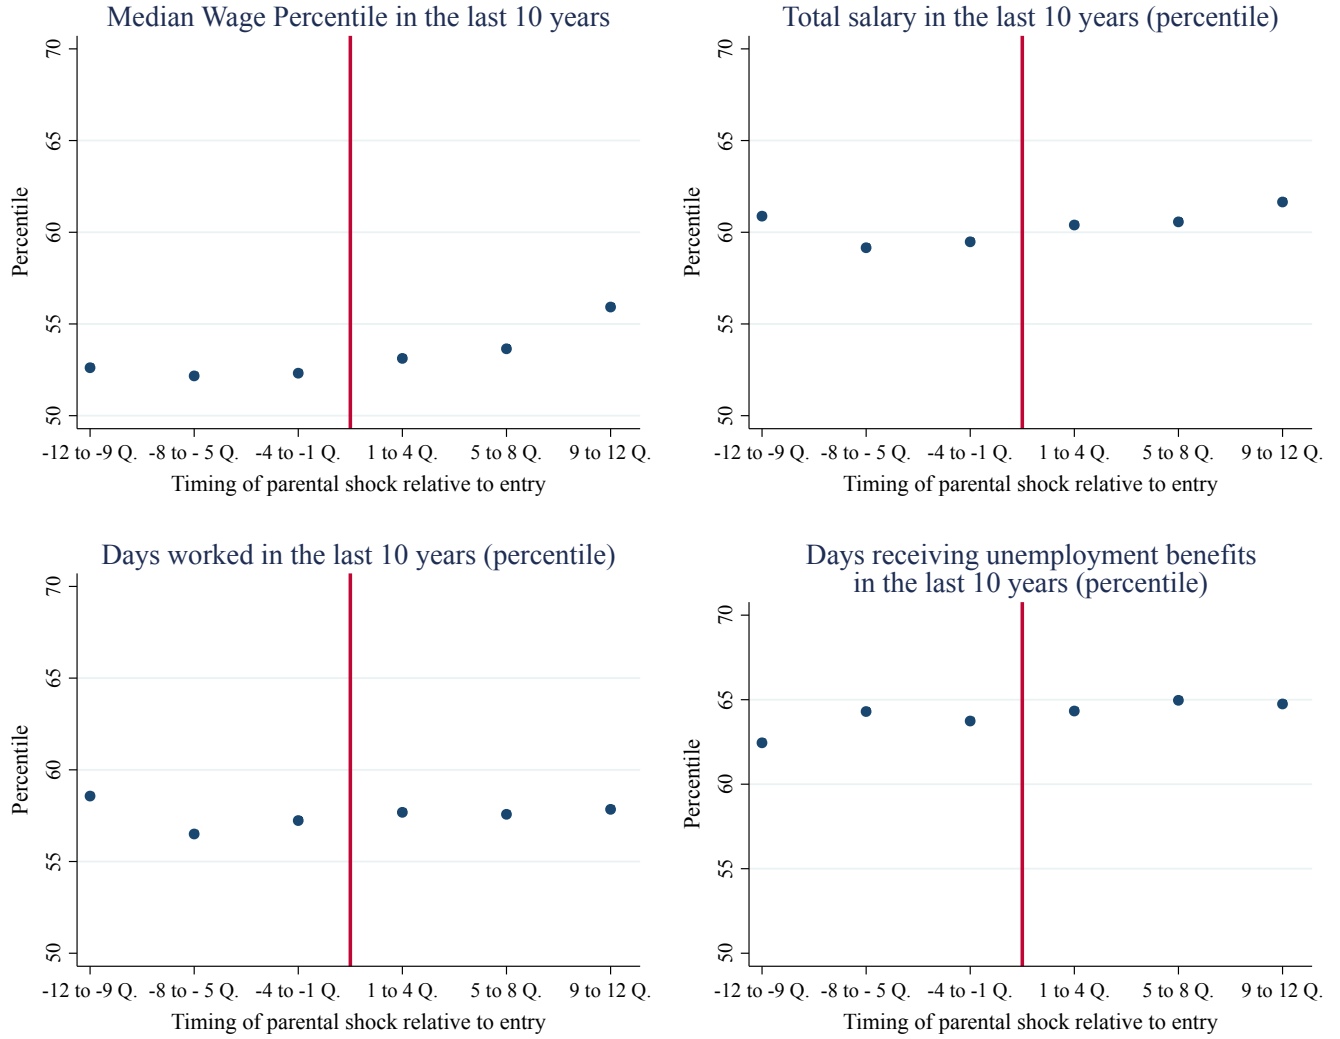 Median Wage Percentile in the last 10 years
70
65
60
55
50
Percentile
-12 to -9 Q. -8 to - 5 Q. -4 to -1 Q. 1 to 4 Q. 5 to 8 Q. 9 to 12 Q.
Timing of parental shock relative to entry
Total salary in the last 10 years (percentile)
70
65
60
55
50
Percentile
-12 to -9 Q. -8 to - 5 Q. -4 to -1 Q. 1 to 4 Q. 5 to 8 Q. 9 to 12 Q.
Timing of parental shock relative to entry
Days worked in the last 10 years (percentile)
70
65
60
55
50
Percentile
-12 to -9 Q. -8 to - 5 Q. -4 to -1 Q. 1 to 4 Q. 5 to 8 Q. 9 to 12 Q.
Timing of parental shock relative to entry
Days receiving unemployment benefits
in the last 10 years (percentile)
70
65
60
55
50
Percentile
-12 to -9 Q. -8 to - 5 Q. -4 to -1 Q. 1 to 4 Q. 5 to 8 Q. 9 to 12 Q.
Timing of parental shock relative to entry